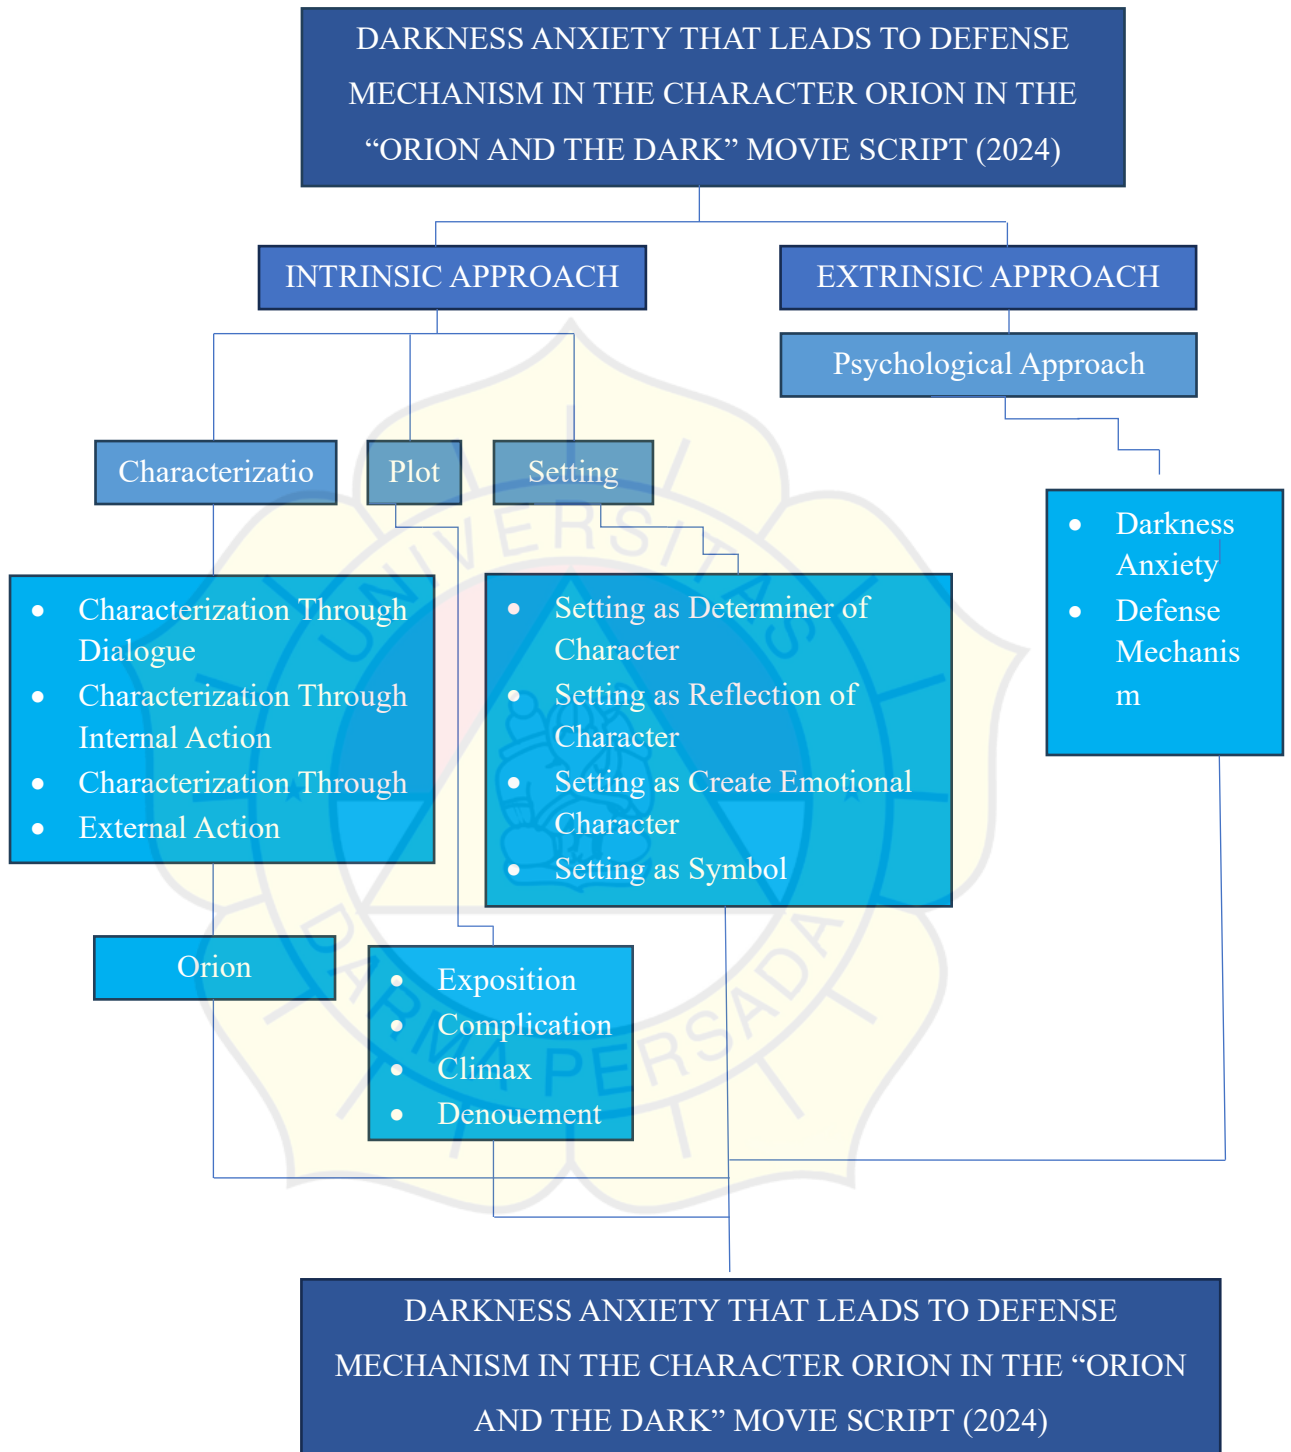 DARKNESS ANXIETY THAT LEADS TO DEFENSE
MECHANISM IN THE CHARACTER ORION IN THE
“ORION AND THE DARK” MOVIE SCRIPT (2024)
INTRINSIC APPROACH
EXTRINSIC APPROACH
Psychological Approach
Characterizatio
Plot
Setting
• Darkness
Anxiety
• Defense
Mechanis
m
• Characterization Through
Dialogue
• Characterization Through
Internal Action
• Characterization Through
• External Action
• Setting as Determiner of
Character
• Setting as Reflection of
Character
• Setting as Create Emotional
Character
• Setting as Symbol
Orion
• Exposition
• Complication
• Climax
• Denouement
UNIVERSITAS
DARMA PERSADA
DARKNESS ANXIETY THAT LEADS TO DEFENSE
MECHANISM IN THE CHARACTER ORION IN THE “ORION
AND THE DARK” MOVIE SCRIPT (2024)